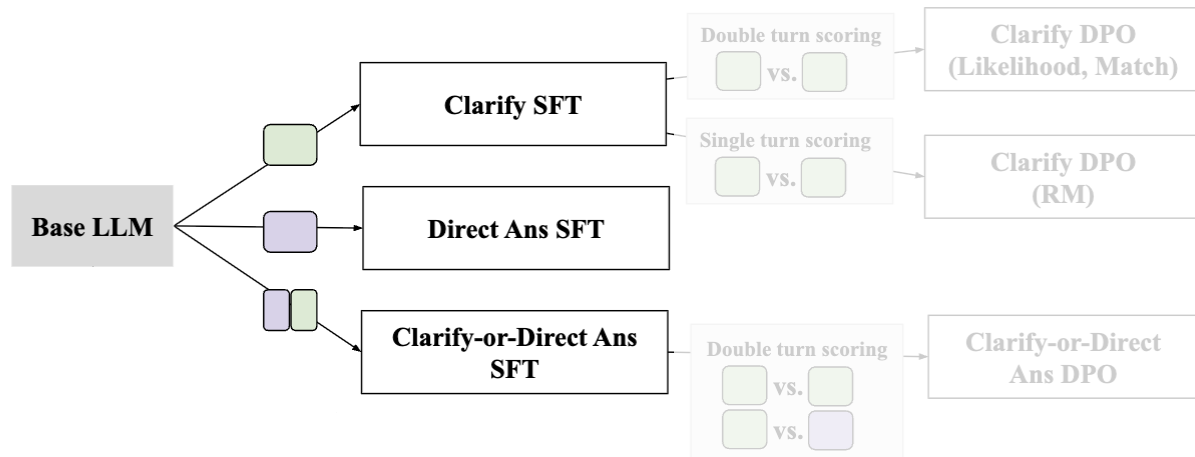 Base LLM
Clarify SFT
Direct Ans SFT
Clarify-or-Direct Ans
SFT
Double turn scoring
vs.
Single turn scoring
vs.
Double turn scoring
vs.
vs.
Clarify DPO
(Likelihood, Match)
Clarify DPO
(RM)
Clarify-or-Direct
Ans DPO